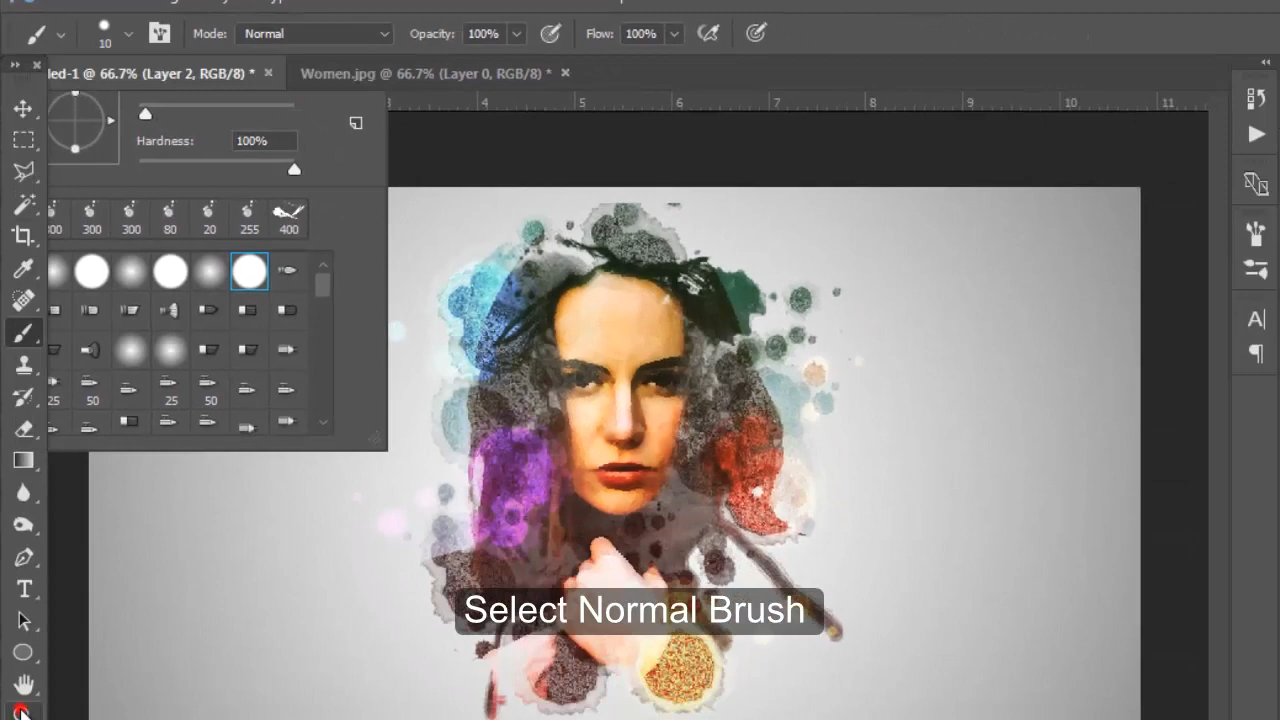 10
Mode: Normal
Opacity: 100%
Flow: 100%
led-1 @ 66.7% (Layer 2, RGB/8) *
Women.jpg @ 66.7% (Layer 0, RGB/8) *
3 4 5 6 7 8 9 10 11
Hardness: 100%
300 300 300 80 20 255 400
25 50 25 50
Select Normal Brush
T
A